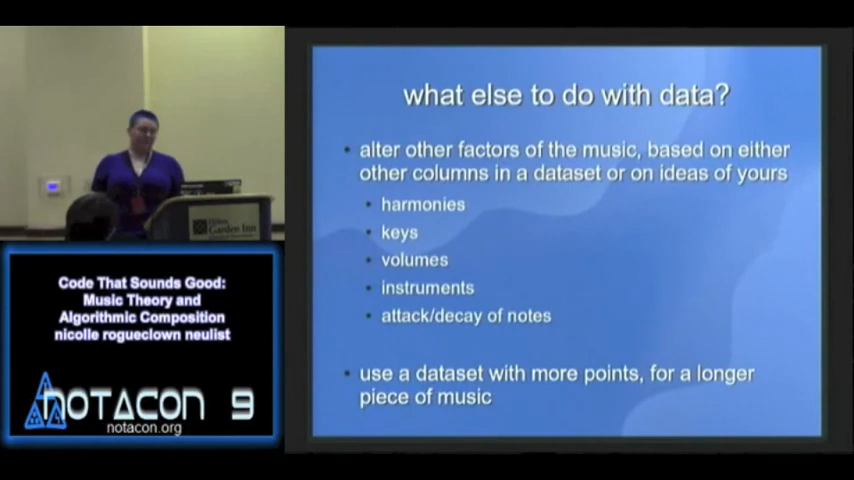 what else to do with data?
• alter other factors of the music, based on either
other columns in a dataset or on ideas of yours
• harmonies
• keys
• volumes
• instruments
• attack/decay of notes
• use a dataset with more points, for a longer
piece of music
Garden Inn
Code That Sounds Good:
Music Theory and
Algorithmic Composition
nicolle rogueclown neulist
NOTACON 9
notacon.org